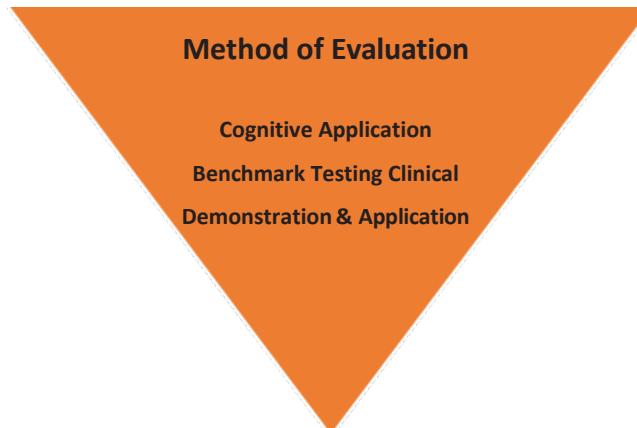 Method of Evaluation
Cognitive Application
Benchmark Testing Clinical
Demonstration & Application